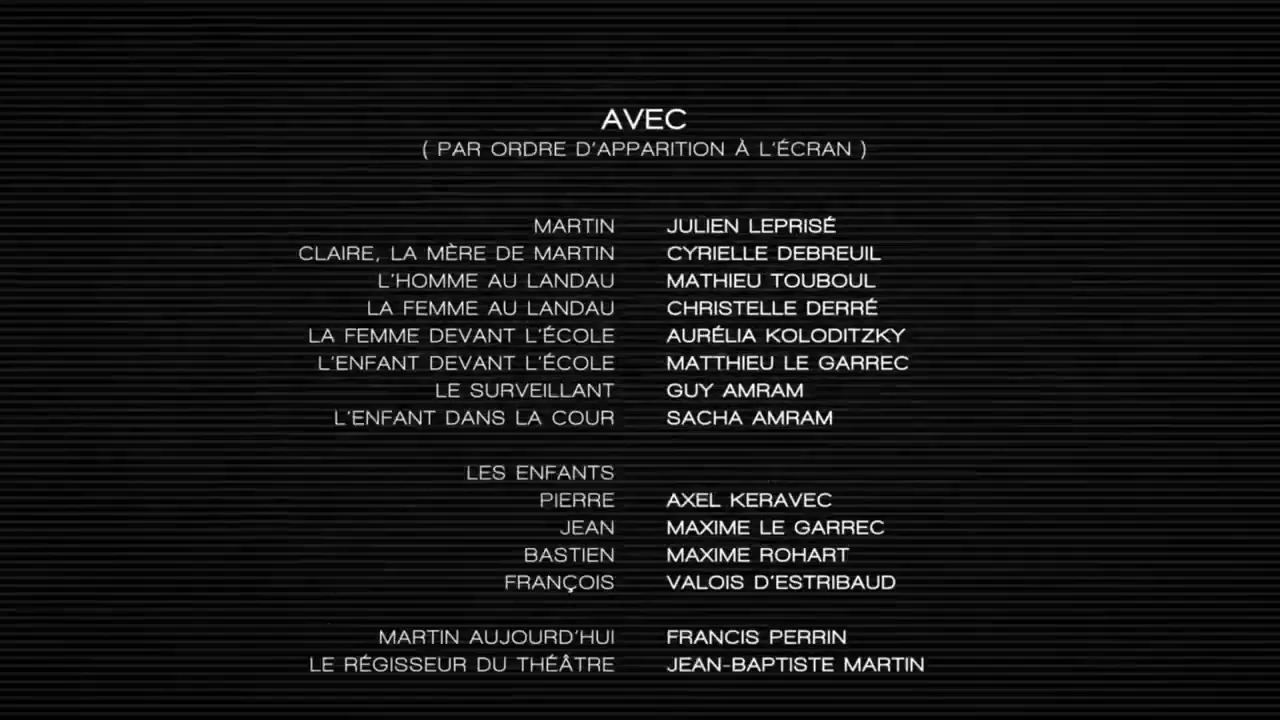 AVEC
( PAR ORDRE D'APPARITION À L'ÉCRAN )
MARTIN JULIEN LEPRISÉ
CLAIRE, LA MÈRE DE MARTIN CYRIELLE DEBREUIL
L'HOMME AU LANDAU MATHIEU TOUBOUL
LA FEMME AU LANDAU CHRISTELLE DERRÉ
LA FEMME DEVANT L'ÉCOLE AURÉLIA KOLODITZKY
L'ENFANT DEVANT L'ÉCOLE MATTHIEU LE GARREC
LE SURVEILLANT GUY AMRAM
L'ENFANT DANS LA COUR SACHA AMRAM
LES ENFANTS
PIERRE AXEL KERAVEC
JEAN MAXIME LE GARREC
BASTIEN MAXIME ROHART
FRANÇOIS VALOIS D'ESTRIBAUD
MARTIN AUJOURD'HUI FRANCIS PERRIN
LE RÉGISSEUR DU THÉÂTRE JEAN-BAPTISTE MARTIN